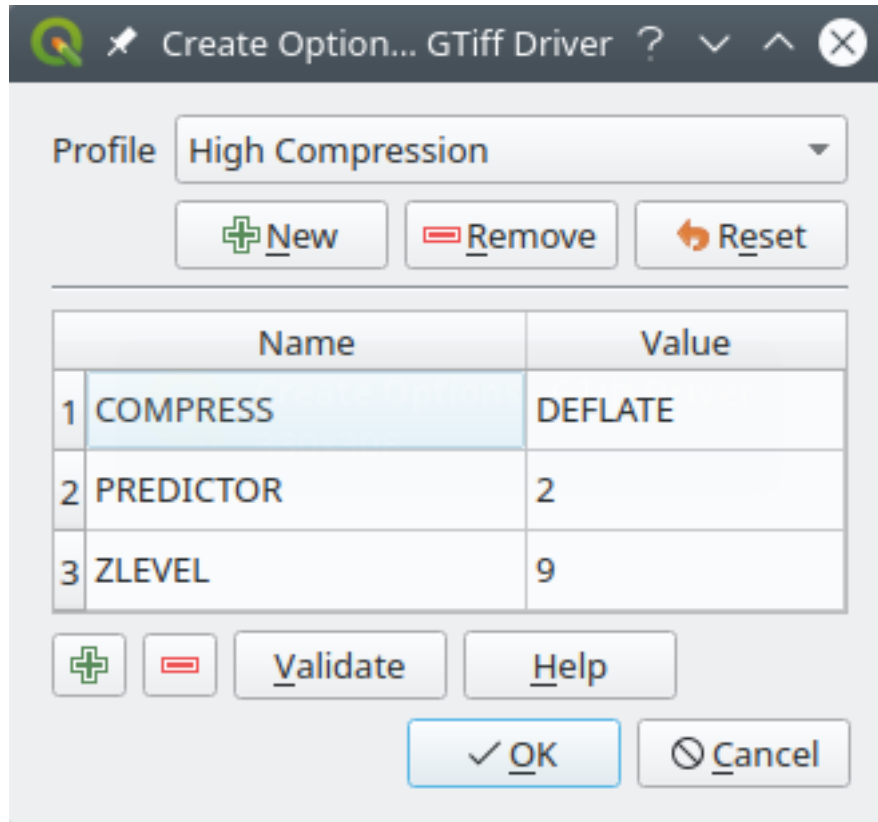 Create Option... GTiff Driver ?
Profile High Compression
New Remove Reset
Name Value
1 COMPRESS DEFLATE
2 PREDICTOR 2
3 ZLEVEL 9
Validate Help
OK Cancel